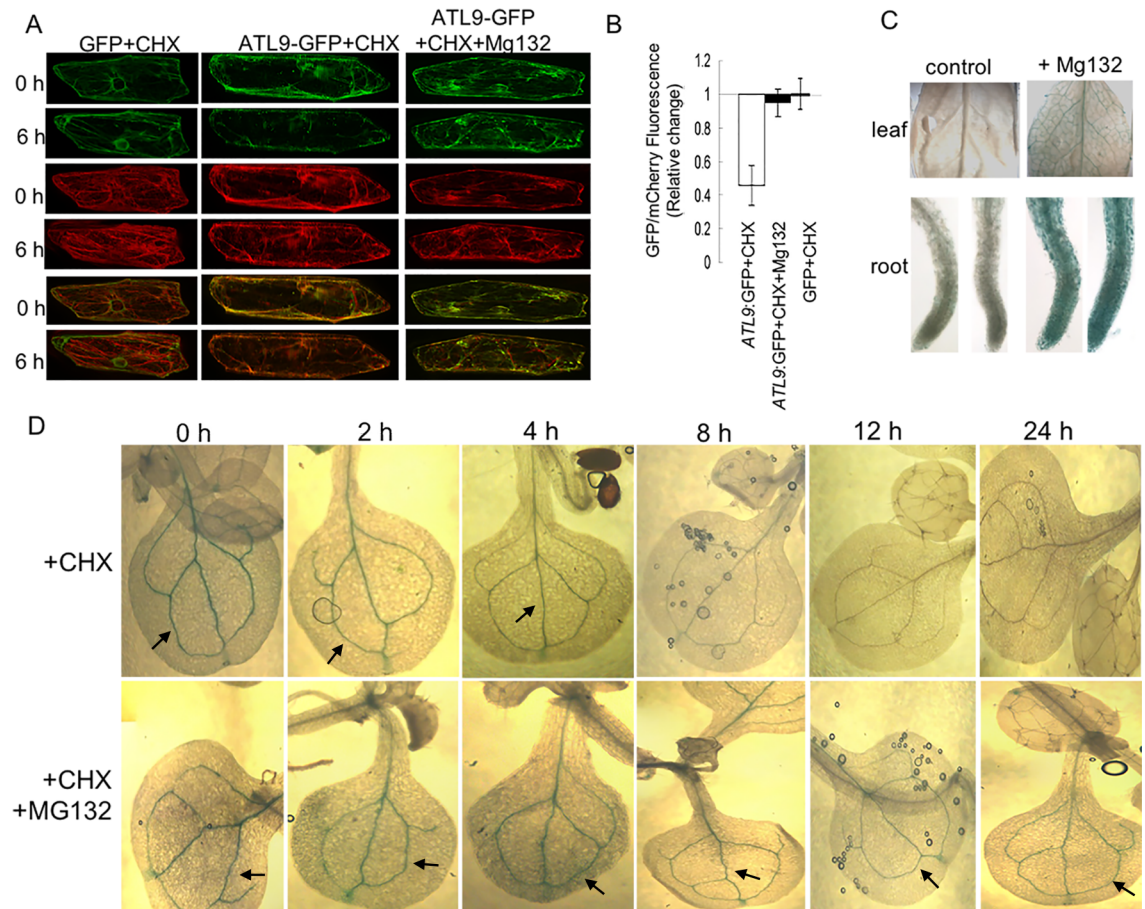 A
GFP+CHX
ATL9-GFP+CHX
ATL9-GFP
+CHX+Mg132
0 h
6 h
0 h
6 h
0 h
6 h
B
GFP/mCherry Fluorescence
(Relative change)
1.2
1
0.8
0.6
0.4
0.2
0
ATL9:GFP+CHX
ATL9:GFP+CHX+Mg132
GFP+CHX
C
control
+ Mg132
leaf
root
D
0 h
2 h
4 h
8 h
12 h
24 h
+CHX
+CHX
+MG132